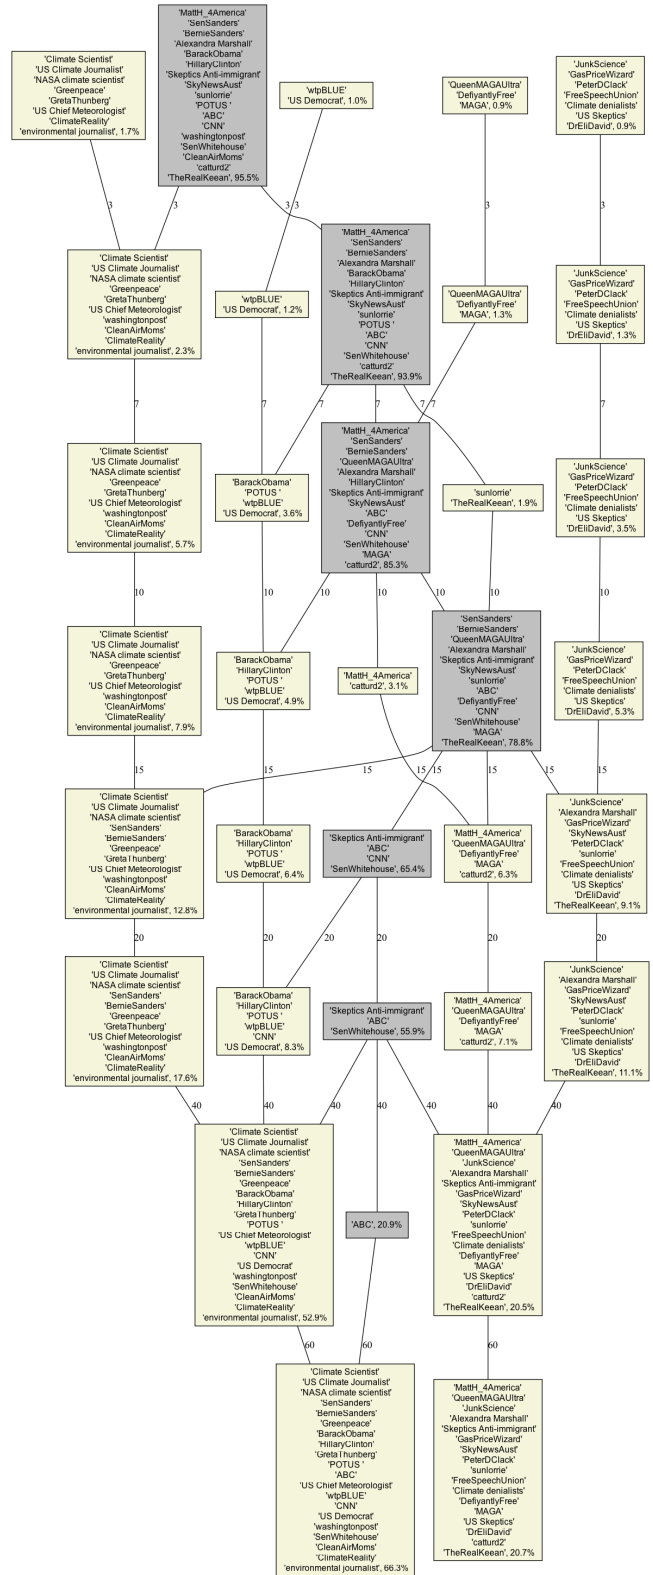 'MattH_4America'
'SenSanders'
'BernieSanders'
'Alexandra Marshall'
'BarackObama'
'HillaryClinton'
'Skeptics Anti-immigrant'
'SkyNewsAust'
'sunlorrie'
'POTUS '
'ABC'
'CNN'
'washingtonpost'
'SenWhitehouse'
'CleanAirMoms'
'catturd2'
'TheRealKeean', 95.5%
'Climate Scientist'
'US Climate Journalist'
'NASA climate scientist'
'Greenpeace'
'GretaThunberg'
'US Chief Meteorologist'
'ClimateReality'
'environmental journalist', 1.7%
'wtpBLUE'
'US Democrat', 1.0%
'QueenMAGAUltra'
'DefiyantlyFree'
'MAGA', 0.9%
'JunkScience'
'GasPriceWizard'
'PeterDClack'
'FreeSpeechUnion'
'Climate denialists'
'US Skeptics'
'DrEliDavid', 0.9%
3
3
3
3
3
3
'Climate Scientist'
'US Climate Journalist'
'NASA climate scientist'
'Greenpeace'
'GretaThunberg'
'US Chief Meteorologist'
'washingtonpost'
'CleanAirMoms'
'ClimateReality'
'environmental journalist', 2.3%
'wtpBLUE'
'US Democrat', 1.2%
'MattH_4America'
'SenSanders'
'BernieSanders'
'Alexandra Marshall'
'BarackObama'
'HillaryClinton'
'Skeptics Anti-immigrant'
'SkyNewsAust'
'sunlorrie'
'POTUS '
'ABC'
'CNN'
'SenWhitehouse'
'catturd2'
'TheRealKeean', 93.9%
'QueenMAGAUltra'
'DefiyantlyFree'
'MAGA', 1.3%
'JunkScience'
'GasPriceWizard'
'PeterDClack'
'FreeSpeechUnion'
'Climate denialists'
'US Skeptics'
'DrEliDavid', 1.3%
7
7
7
7
7
7
7
'Climate Scientist'
'US Climate Journalist'
'NASA climate scientist'
'Greenpeace'
'GretaThunberg'
'US Chief Meteorologist'
'washingtonpost'
'CleanAirMoms'
'ClimateReality'
'environmental journalist', 5.7%
'BarackObama'
'POTUS '
'wtpBLUE'
'US Democrat', 3.6%
'MattH_4America'
'SenSanders'
'BernieSanders'
'QueenMAGAUltra'
'Alexandra Marshall'
'HillaryClinton'
'Skeptics Anti-immigrant'
'SkyNewsAust'
'ABC'
'DefiyantlyFree'
'CNN'
'SenWhitehouse'
'MAGA'
'catturd2', 85.3%
'sunlorrie'
'TheRealKeean', 1.9%
'JunkScience'
'GasPriceWizard'
'PeterDClack'
'FreeSpeechUnion'
'Climate denialists'
'US Skeptics'
'DrEliDavid', 3.5%
10
10
10
10
10
10
10
'Climate Scientist'
'US Climate Journalist'
'NASA climate scientist'
'Greenpeace'
'GretaThunberg'
'US Chief Meteorologist'
'washingtonpost'
'CleanAirMoms'
'ClimateReality'
'environmental journalist', 7.9%
'BarackObama'
'HillaryClinton'
'POTUS '
'wtpBLUE'
'US Democrat', 4.9%
'MattH_4America'
'catturd2', 3.1%
'SenSanders'
'BernieSanders'
'QueenMAGAUltra'
'Alexandra Marshall'
'Skeptics Anti-immigrant'
'SkyNewsAust'
'sunlorrie'
'ABC'
'DefiyantlyFree'
'CNN'
'SenWhitehouse'
'MAGA'
'TheRealKeean', 78.8%
'JunkScience'
'GasPriceWizard'
'PeterDClack'
'FreeSpeechUnion'
'Climate denialists'
'US Skeptics'
'DrEliDavid', 5.3%
15
15
15
15
15
15
15
15
'Climate Scientist'
'US Climate Journalist'
'NASA climate scientist'
'SenSanders'
'BernieSanders'
'Greenpeace'
'GretaThunberg'
'US Chief Meteorologist'
'washingtonpost'
'CleanAirMoms'
'ClimateReality'
'environmental journalist', 12.8%
'BarackObama'
'HillaryClinton'
'POTUS '
'wtpBLUE'
'US Democrat', 6.4%
'Skeptics Anti-immigrant'
'ABC'
'CNN'
'SenWhitehouse', 65.4%
'MattH_4America'
'QueenMAGAUltra'
'DefiyantlyFree'
'MAGA'
'catturd2', 6.3%
'JunkScience'
'Alexandra Marshall'
'GasPriceWizard'
'SkyNewsAust'
'PeterDClack'
'sunlorrie'
'FreeSpeechUnion'
'Climate denialists'
'US Skeptics'
'DrEliDavid'
'TheRealKeean', 9.1%
20
20
20
20
20
20
'Climate Scientist'
'US Climate Journalist'
'NASA climate scientist'
'SenSanders'
'BernieSanders'
'Greenpeace'
'GretaThunberg'
'US Chief Meteorologist'
'washingtonpost'
'CleanAirMoms'
'ClimateReality'
'environmental journalist', 17.6%
'BarackObama'
'HillaryClinton'
'POTUS '
'wtpBLUE'
'CNN'
'US Democrat', 8.3%
'Skeptics Anti-immigrant'
'ABC'
'SenWhitehouse', 55.9%
'MattH_4America'
'QueenMAGAUltra'
'DefiyantlyFree'
'MAGA'
'catturd2', 7.1%
'JunkScience'
'Alexandra Marshall'
'GasPriceWizard'
'SkyNewsAust'
'PeterDClack'
'sunlorrie'
'FreeSpeechUnion'
'Climate denialists'
'US Skeptics'
'DrEliDavid'
'TheRealKeean', 11.1%
40
40
40
40
40
40
40
'Climate Scientist'
'US Climate Journalist'
'NASA climate scientist'
'SenSanders'
'BernieSanders'
'Greenpeace'
'BarackObama'
'HillaryClinton'
'GretaThunberg'
'POTUS '
'US Chief Meteorologist'
'wtpBLUE'
'CNN'
'US Democrat'
'washingtonpost'
'SenWhitehouse'
'CleanAirMoms'
'ClimateReality'
'environmental journalist', 52.9%
'ABC', 20.9%
'MattH_4America'
'QueenMAGAUltra'
'JunkScience'
'Alexandra Marshall'
'Skeptics Anti-immigrant'
'GasPriceWizard'
'SkyNewsAust'
'PeterDClack'
'sunlorrie'
'FreeSpeechUnion'
'Climate denialists'
'DefiyantlyFree'
'MAGA'
'US Skeptics'
'DrEliDavid'
'catturd2'
'TheRealKeean', 20.5%
60
60
60
'Climate Scientist'
'US Climate Journalist'
'NASA climate scientist'
'SenSanders'
'BernieSanders'
'Greenpeace'
'BarackObama'
'HillaryClinton'
'GretaThunberg'
'POTUS '
'ABC'
'US Chief Meteorologist'
'wtpBLUE'
'CNN'
'US Democrat'
'washingtonpost'
'SenWhitehouse'
'CleanAirMoms'
'ClimateReality'
'environmental journalist', 66.3%
'MattH_4America'
'QueenMAGAUltra'
'JunkScience'
'Alexandra Marshall'
'Skeptics Anti-immigrant'
'GasPriceWizard'
'SkyNewsAust'
'PeterDClack'
'sunlorrie'
'FreeSpeechUnion'
'Climate denialists'
'DefiyantlyFree'
'MAGA'
'US Skeptics'
'DrEliDavid'
'catturd2'
'TheRealKeean', 20.7%